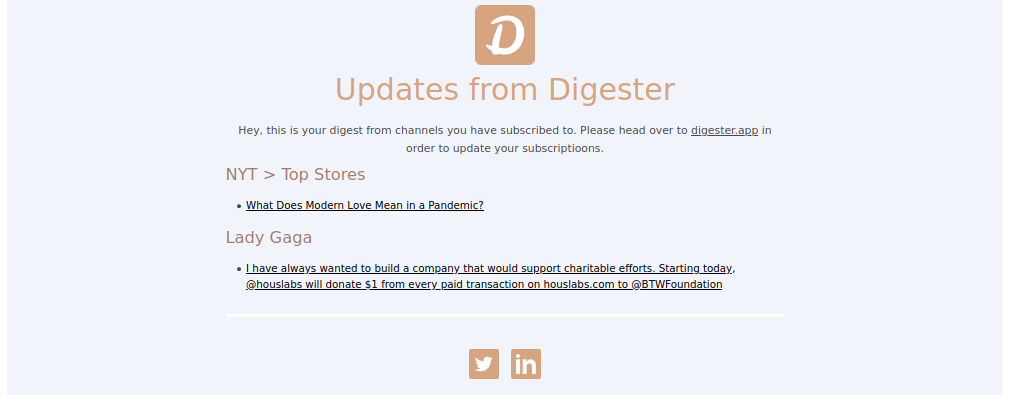 D
Updates from Digester
Hey, this is your digest from channels you have subscribed to. Please head over to digester.app in
order to update your subscriptioons.
NYT > Top Stores
• What Does Modern Love Mean in a Pandemic?
Lady Gaga
• I have always wanted to build a company that would support charitable efforts. Starting today,
@houslabs will donate $1 from every paid transaction on houslabs.com to @BTWFoundation
in